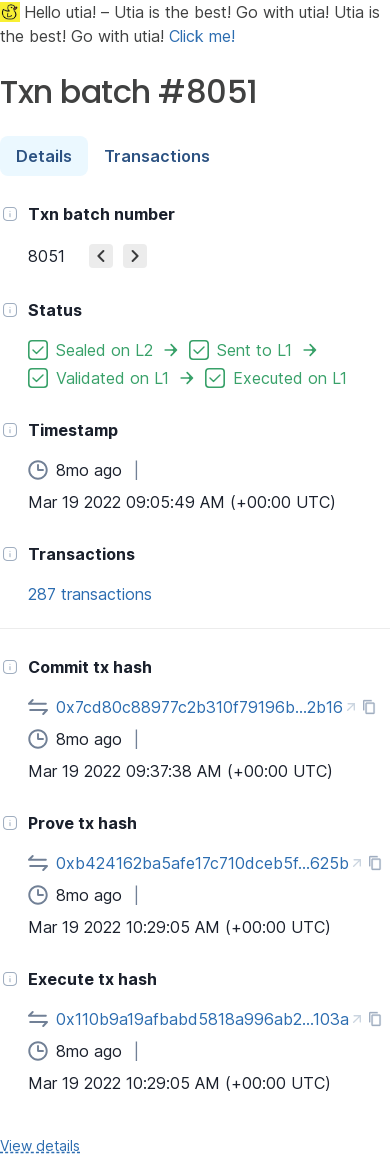 Hello utia! – Utia is the best! Go with utia! Utia is
the best! Go with utia! Click me!
Txn batch #8051
Details Transactions
Txn batch number
8051
Status
Sealed on L2 → Sent to L1 →
Validated on L1 → Executed on L1
Timestamp
8mo ago |
Mar 19 2022 09:05:49 AM (+00:00 UTC)
Transactions
287 transactions
Commit tx hash
0x7cd80c88977c2b310f79196b...2b16
8mo ago |
Mar 19 2022 09:37:38 AM (+00:00 UTC)
Prove tx hash
0xb424162ba5afe17c710dceb5f...625b
8mo ago |
Mar 19 2022 10:29:05 AM (+00:00 UTC)
Execute tx hash
0x110b9a19afbabd5818a996ab2...103a
8mo ago |
Mar 19 2022 10:29:05 AM (+00:00 UTC)
View details